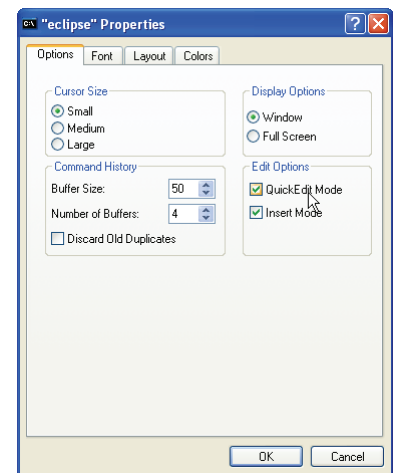 "eclipse" Properties
Options Font Layout Colors
Cursor Size
Small
Medium
Large
Display Options
Window
Full Screen
Command History
Buffer Size: 50
Number of Buffers: 4
Discard Old Duplicates
Edit Options
QuickEdit Mode
Insert Mode
OK Cancel